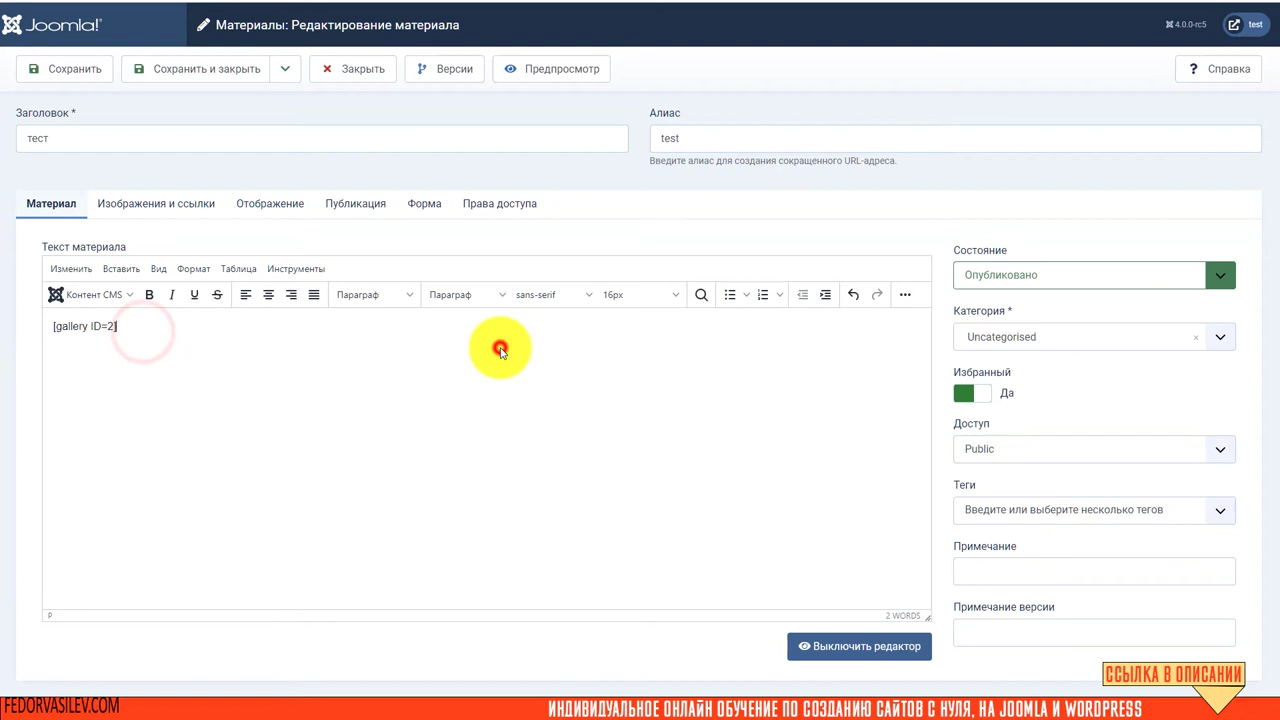 Joomla!®
Материалы: Редактирование материала
4.0.0-rc5
test
Сохранить
Сохранить и закрыть
Закрыть
Версии
Предпросмотр
? Справка
Заголовок *
Алиас
тест
test
Введите алиас для создания сокращенного URL-адреса.
Материал
Изображения и ссылки
Отображение
Публикация
Форма
Права доступа
Текст материала
Изменить
Вставить
Вид
Формат
Таблица
Инструменты
Контент CMS
B
I
U
S
Параграф
Параграф
sans-serif
16px
[gallery ID=2]
P
2 WORDS
Выключить редактор
Состояние
Опубликовано
Категория *
Uncategorised
×
Избранный
Да
Доступ
Public
Теги
Введите или выберите несколько тегов
Примечание
Примечание версии
ССЫЛКА В ОПИСАНИИ
FEDORVASILEV.COM
ИНДИВИДУАЛЬНОЕ ОНЛАЙН ОБУЧЕНИЕ ПО СОЗДАНИЮ САЙТОВ С НУЛЯ, НА JOOMLA И WORDPRESS